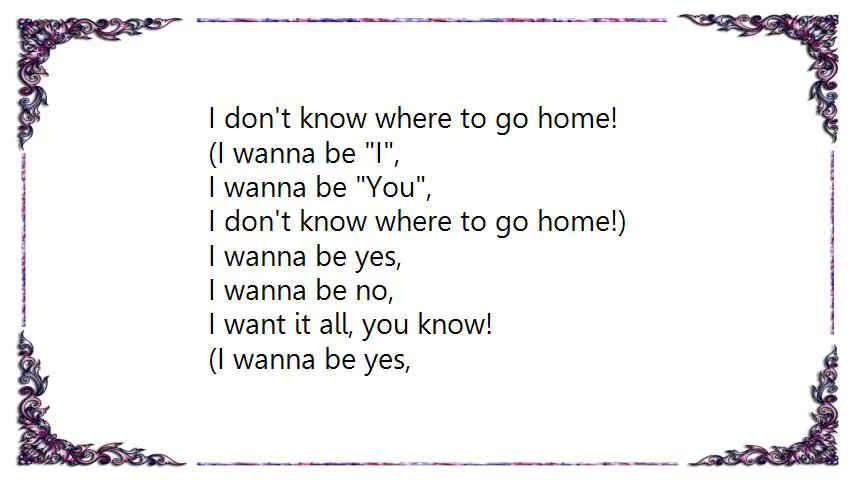 I don't know where to go home!
(I wanna be "I",
I wanna be "You",
I don't know where to go home!)
I wanna be yes,
I wanna be no,
I want it all, you know!
(I wanna be yes,